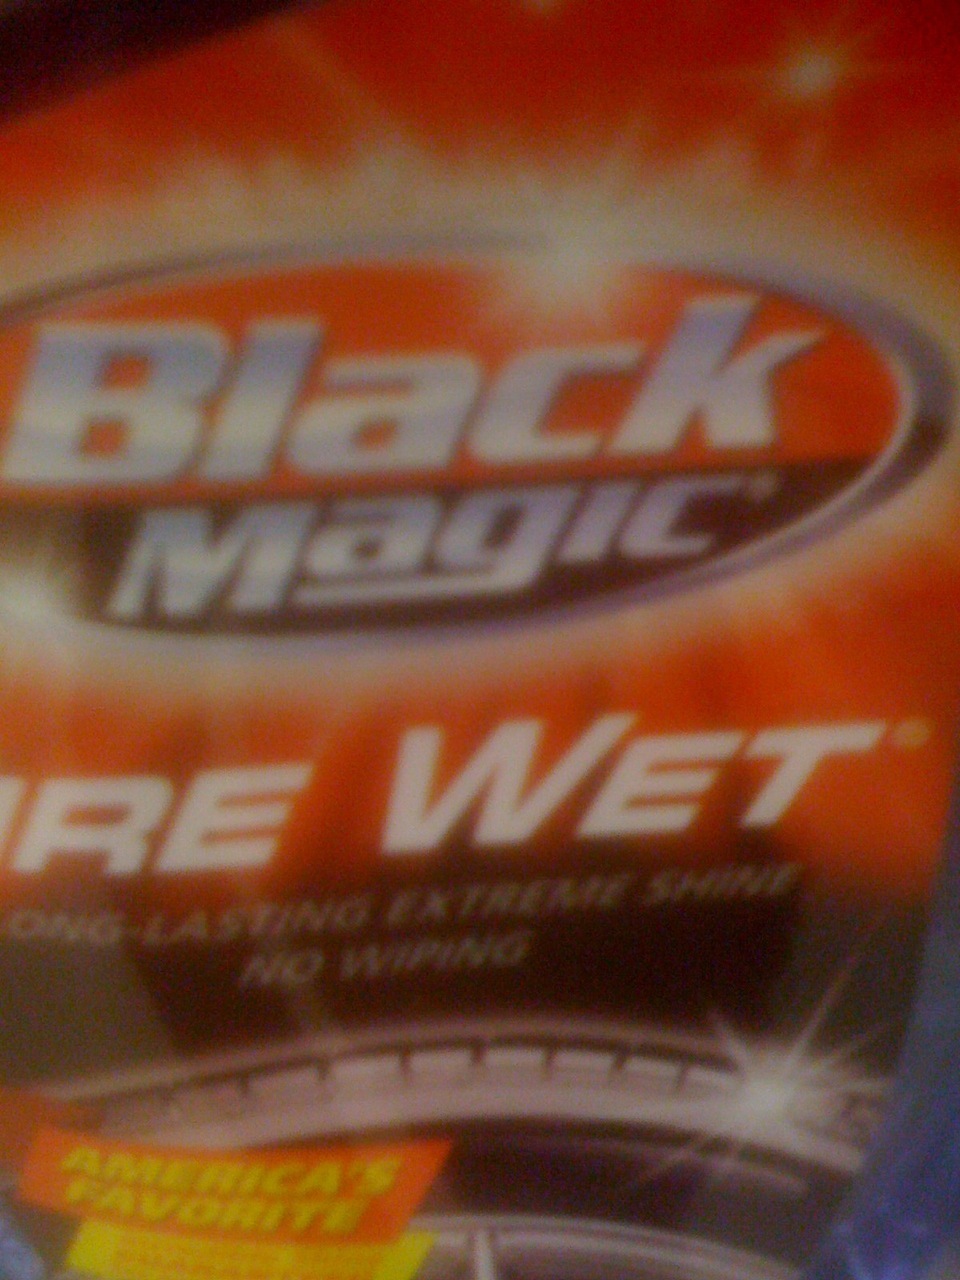 Black
Magic®
IRE WET®
ONG-LASTING EXTREME SHINE
NO WIPING
AMERICA'S
FAVORITE